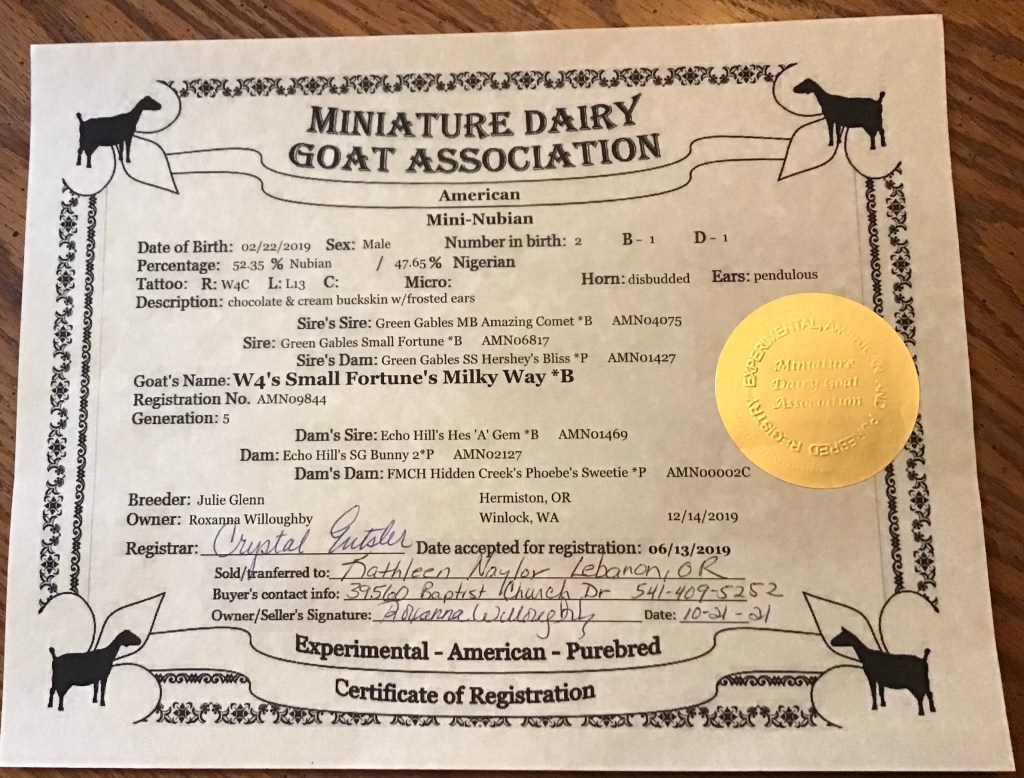 MINIATURE DAIRY
GOAT ASSOCIATION
American
Mini-Nubian
Date of Birth: 02/22/2019 Sex: Male Number in birth: 2 B - 1 D - 1
Percentage: 52.35 % Nubian / 47.65 % Nigerian
Tattoo: R: W4C L: L13 C: Micro: Horn: disbudded Ears: pendulous
Description: chocolate & cream buckskin w/frosted ears
Sire's Sire: Green Gables MB Amazing Comet *B AMN04075
Sire: Green Gables Small Fortune *B AMN06817
Sire's Dam: Green Gables SS Hershey's Bliss *P AMN01427
Goat's Name: W4's Small Fortune's Milky Way *B
Registration No. AMN09844
Generation: 5
Dam's Sire: Echo Hill's Hes 'A' Gem *B AMN01469
Dam: Echo Hill's SG Bunny 2*P AMN02127
Dam's Dam: FMCH Hidden Creek's Phoebe's Sweetie *P AMN00002C
Breeder: Julie Glenn Hermiston, OR
Owner: Roxanna Willoughby Winlock, WA 12/14/2019
Registrar: Crystal Eutsler Date accepted for registration: 06/13/2019
Sold/tranferred to: Kathleen Naylor Lebanon, OR
Buyer's contact info: 39560 Baptist Church Dr 541-409-5252
Owner/Seller's Signature: Roxanna Willoughby Date: 10-21-21
Experimental - American - Purebred
Certificate of Registration
EXPERIMENTAL, AMERICAN AND PUREBRED REGISTRY
Miniature
Dairy Goat
Association